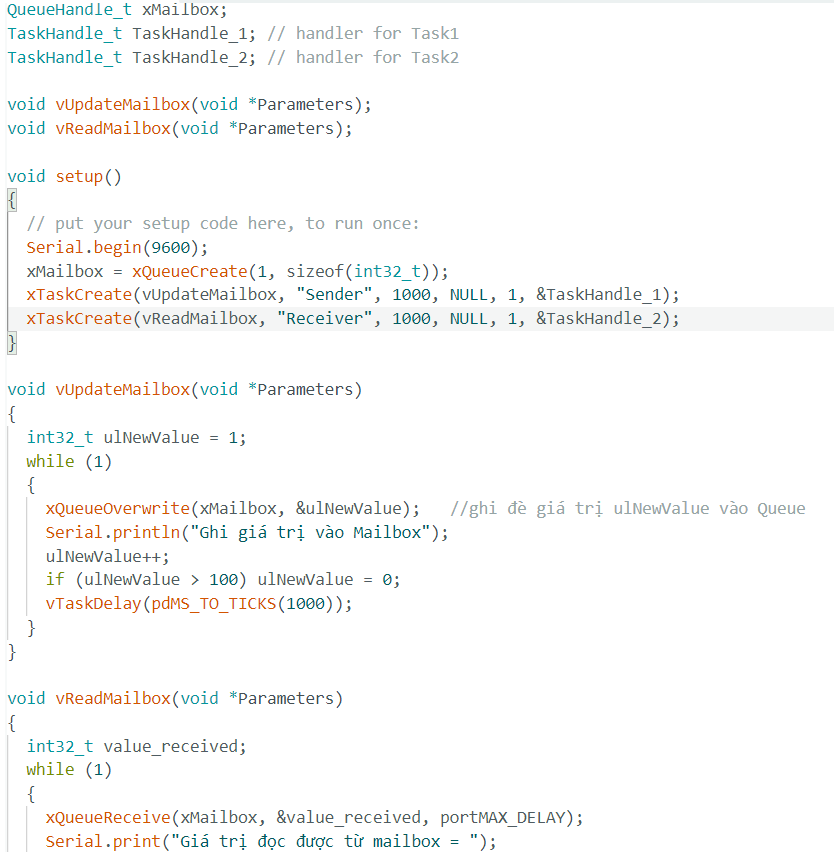 QueueHandle_t xMailbox;
TaskHandle_t TaskHandle_1; // handler for Task1
TaskHandle_t TaskHandle_2; // handler for Task2
void vUpdateMailbox(void *Parameters);
void vReadMailbox(void *Parameters);
void setup()
{
// put your setup code here, to run once:
Serial.begin(9600);
xMailbox = xQueueCreate(1, sizeof(int32_t));
xTaskCreate(vUpdateMailbox, "Sender", 1000, NULL, 1, &TaskHandle_1);
xTaskCreate(vReadMailbox, "Receiver", 1000, NULL, 1, &TaskHandle_2);
}
void vUpdateMailbox(void *Parameters)
{
int32_t ulNewValue = 1;
while (1)
{
xQueueOverwrite(xMailbox, &ulNewValue); //ghi đè giá trị ulNewValue vào Queue
Serial.println("Ghi giá trị vào Mailbox");
ulNewValue++;
if (ulNewValue > 100) ulNewValue = 0;
vTaskDelay(pdMS_TO_TICKS(1000));
}
}
void vReadMailbox(void *Parameters)
{
int32_t value_received;
while (1)
{
xQueueReceive(xMailbox, &value_received, portMAX_DELAY);
Serial.print("Giá trị đọc được từ mailbox = ");